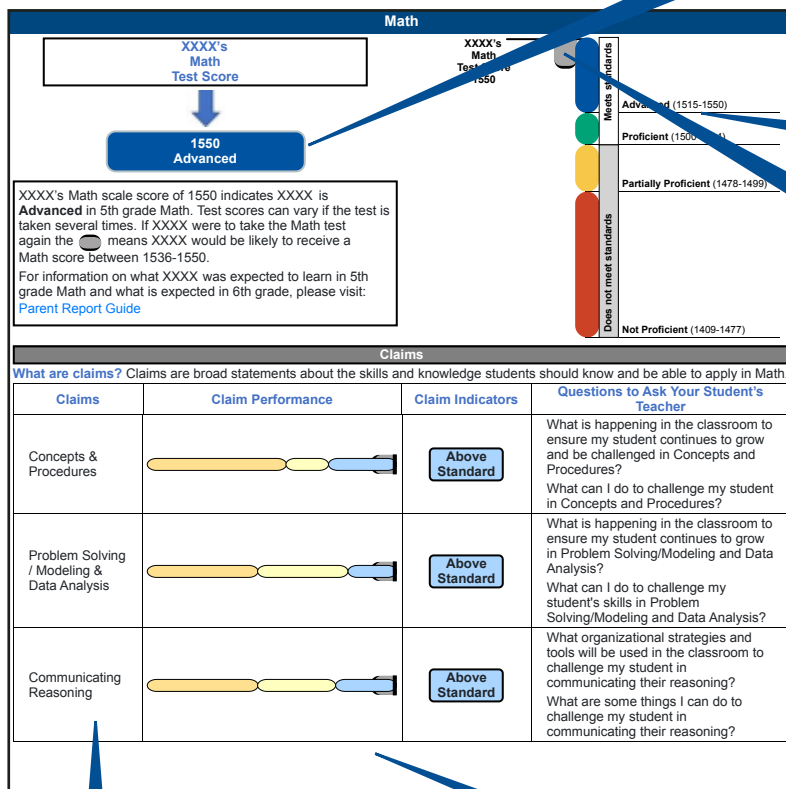 Math
XXXX's
Math
Test Score
1550
Advanced
XXXX's
Math
Test Score
1550
Meets standards
Does not meet standards
Advanced (1515-1550)
Proficient (1500-
Partially Proficient (1478-1499)
Not Proficient (1409-1477)
XXXX's Math scale score of 1550 indicates XXXX is
Advanced in 5th grade Math. Test scores can vary if the test is
taken several times. If XXXX were to take the Math test
again the means XXXX would be likely to receive a
Math score between 1536-1550.
For information on what XXXX was expected to learn in 5th
grade Math and what is expected in 6th grade, please visit:
Parent Report Guide
Claims
What are claims? Claims are broad statements about the skills and knowledge students should know and be able to apply in Math.
Claims
Claim Performance
Claim Indicators
Questions to Ask Your Student's
Teacher
Concepts &
Procedures
Above
Standard
What is happening in the classroom to
ensure my student continues to grow
and be challenged in Concepts and
Procedures?
What can I do to challenge my student
in Concepts and Procedures?
Problem Solving
/ Modeling &
Data Analysis
Above
Standard
What is happening in the classroom to
ensure my student continues to grow
in Problem Solving/Modeling and Data
Analysis?
What can I do to challenge my
student's skills in Problem
Solving/Modeling and Data Analysis?
Communicating
Reasoning
Above
Standard
What organizational strategies and
tools will be used in the classroom to
challenge my student in
communicating their reasoning?
What are some things I can do to
challenge my student in
communicating their reasoning?